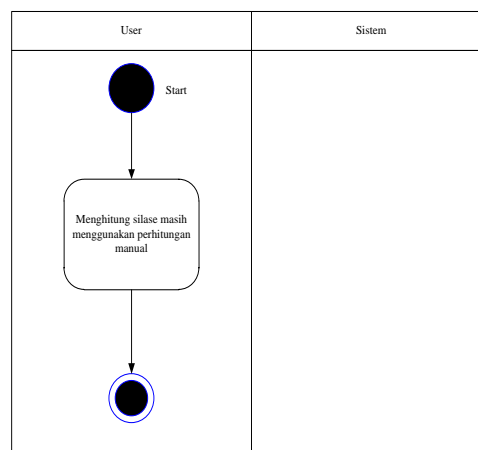 User
Sistem
Start
Menghitung silase masih
menggunakan perhitungan
manual